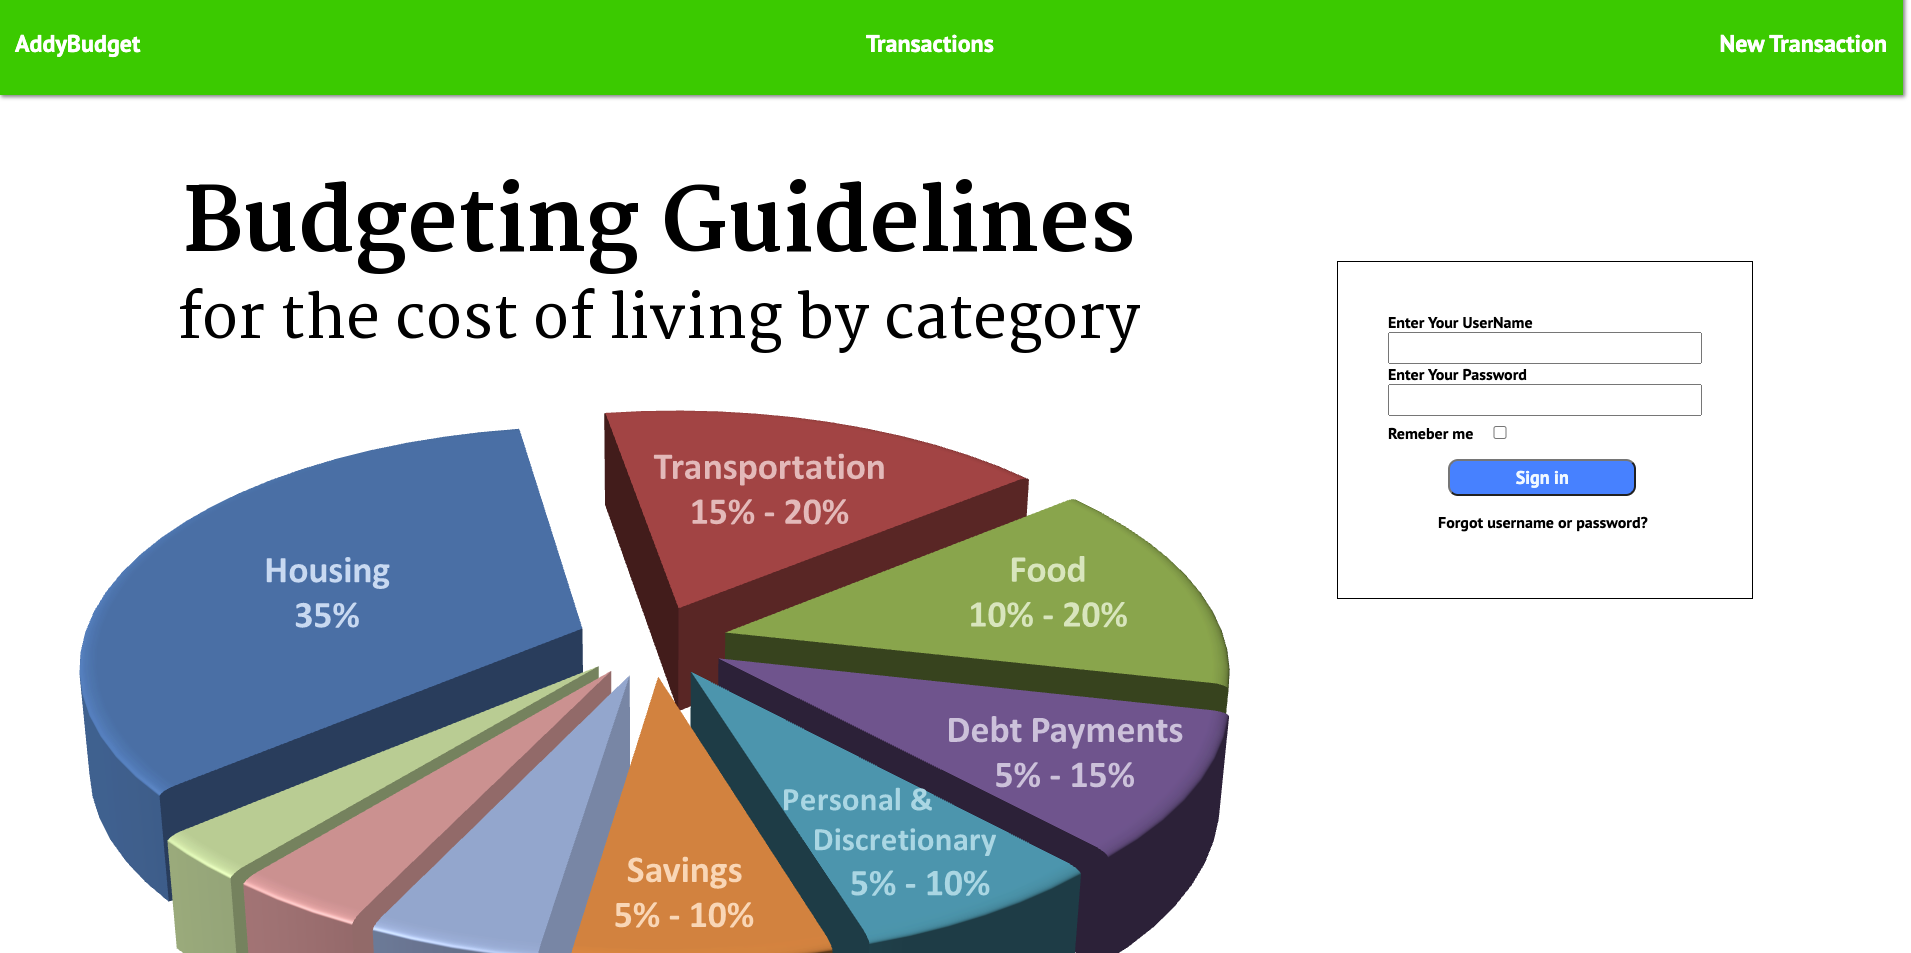 AddyBudget
Transactions
New Transaction
Budgeting Guidelines
for the cost of living by category
Transportation
15% - 20%
Housing
35%
Food
10% - 20%
Debt Payments
5% - 15%
Personal &
Discretionary
5% - 10%
Savings
5% - 10%
Enter Your UserName
Enter Your Password
Remeber me
Sign in
Forgot username or password?